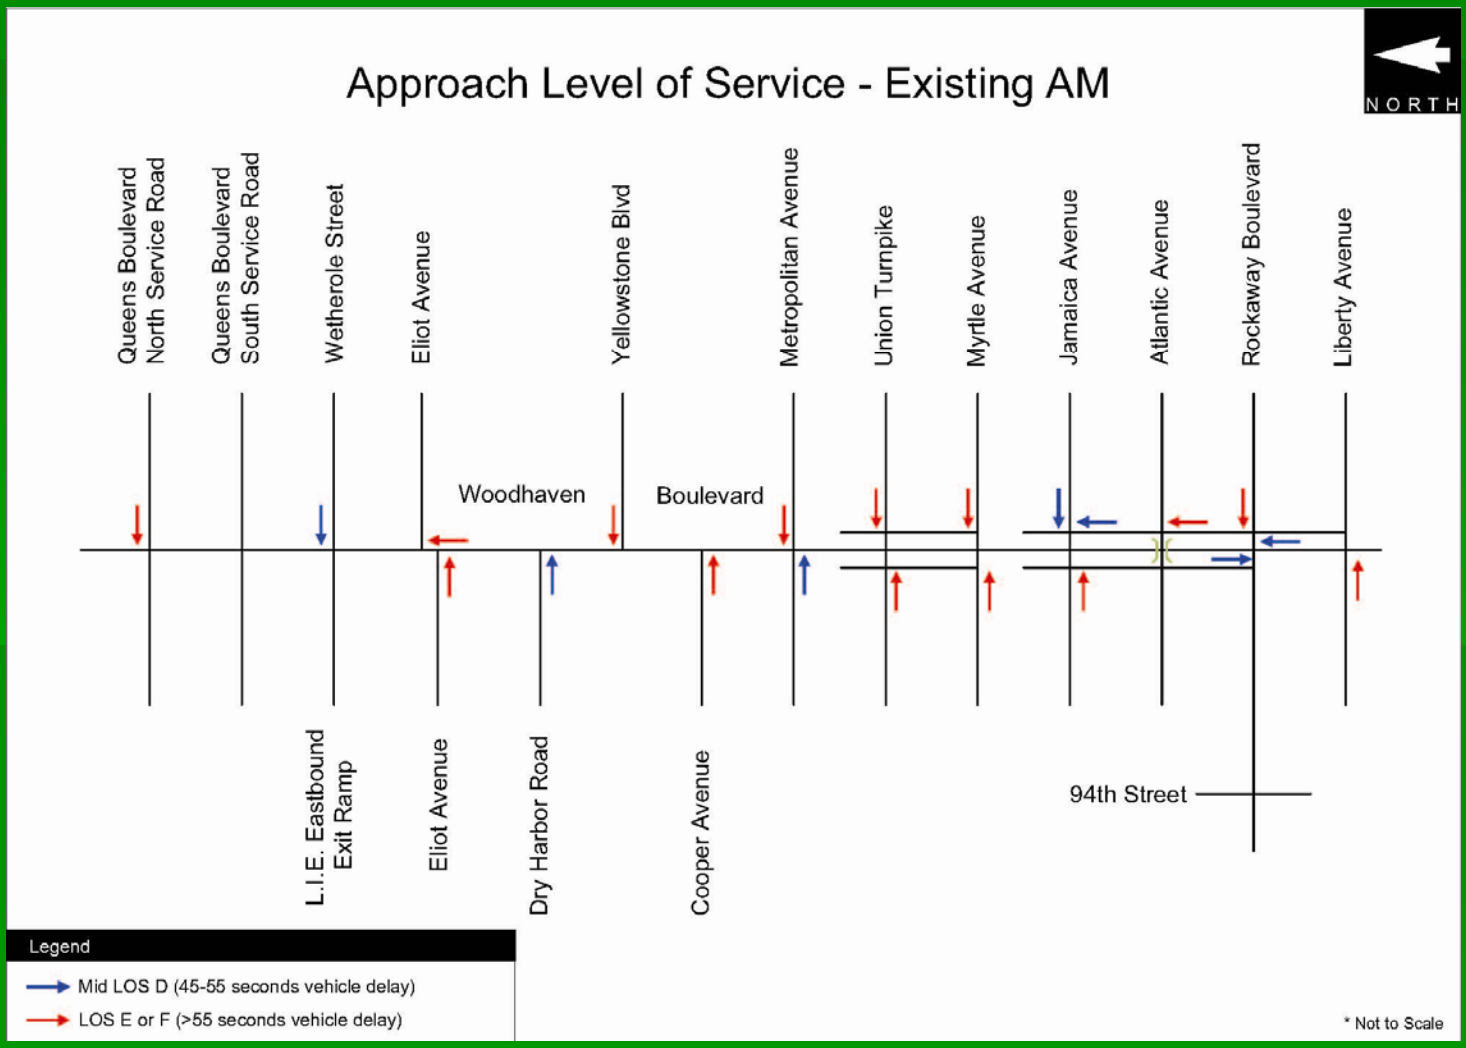 NORTH
Approach Level of Service - Existing AM
Queens Boulevard
North Service Road
Queens Boulevard
South Service Road
Wetherole Street
Eliot Avenue
Yellowstone Blvd
Metropolitan Avenue
Union Turnpike
Myrtle Avenue
Jamaica Avenue
Atlantic Avenue
Rockaway Boulevard
Liberty Avenue
Woodhaven Boulevard
L.I.E. Eastbound
Exit Ramp
Eliot Avenue
Dry Harbor Road
Cooper Avenue
94th Street
Legend
Mid LOS D (45-55 seconds vehicle delay)
LOS E or F (>55 seconds vehicle delay)
* Not to Scale